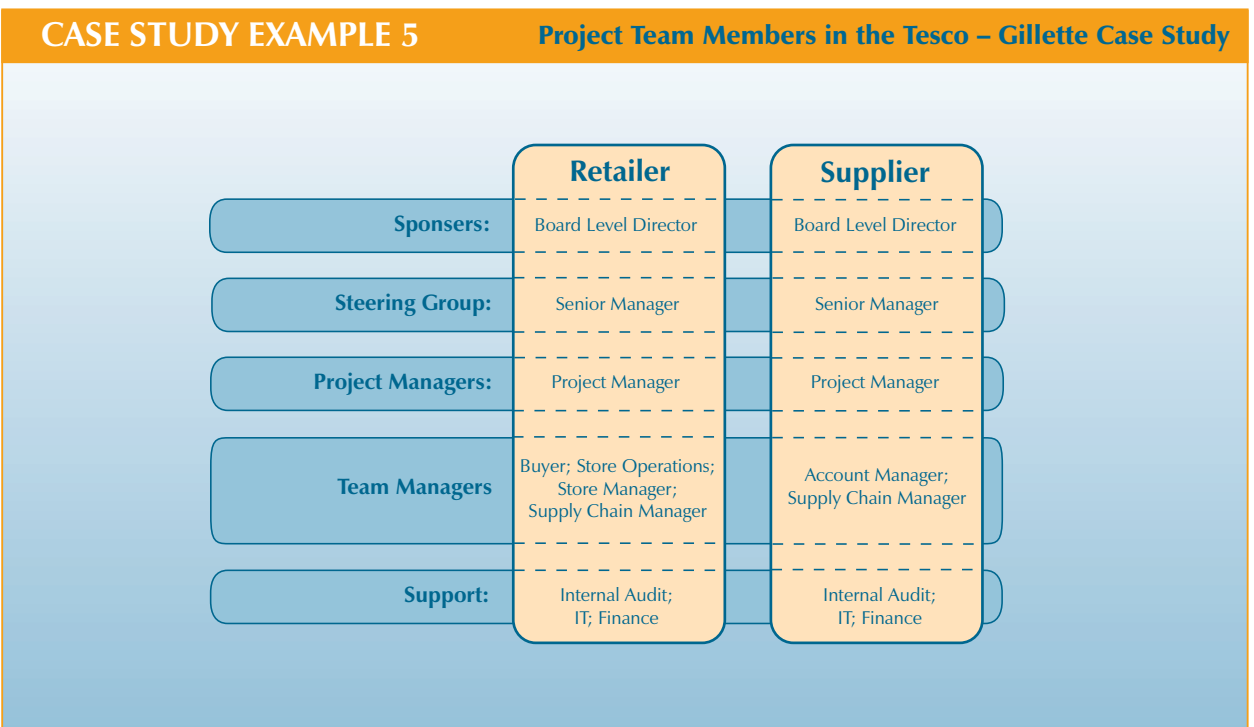 CASE STUDY EXAMPLE 5 Project Team Members in the Tesco – Gillette Case Study
Retailer Supplier
Sponsers: Board Level Director Board Level Director
Steering Group: Senior Manager Senior Manager
Project Managers: Project Manager Project Manager
Team Managers
Buyer; Store Operations;
Store Manager;
Supply Chain Manager
Account Manager;
Supply Chain Manager
Support:
Internal Audit;
IT; Finance
Internal Audit;
IT; Finance